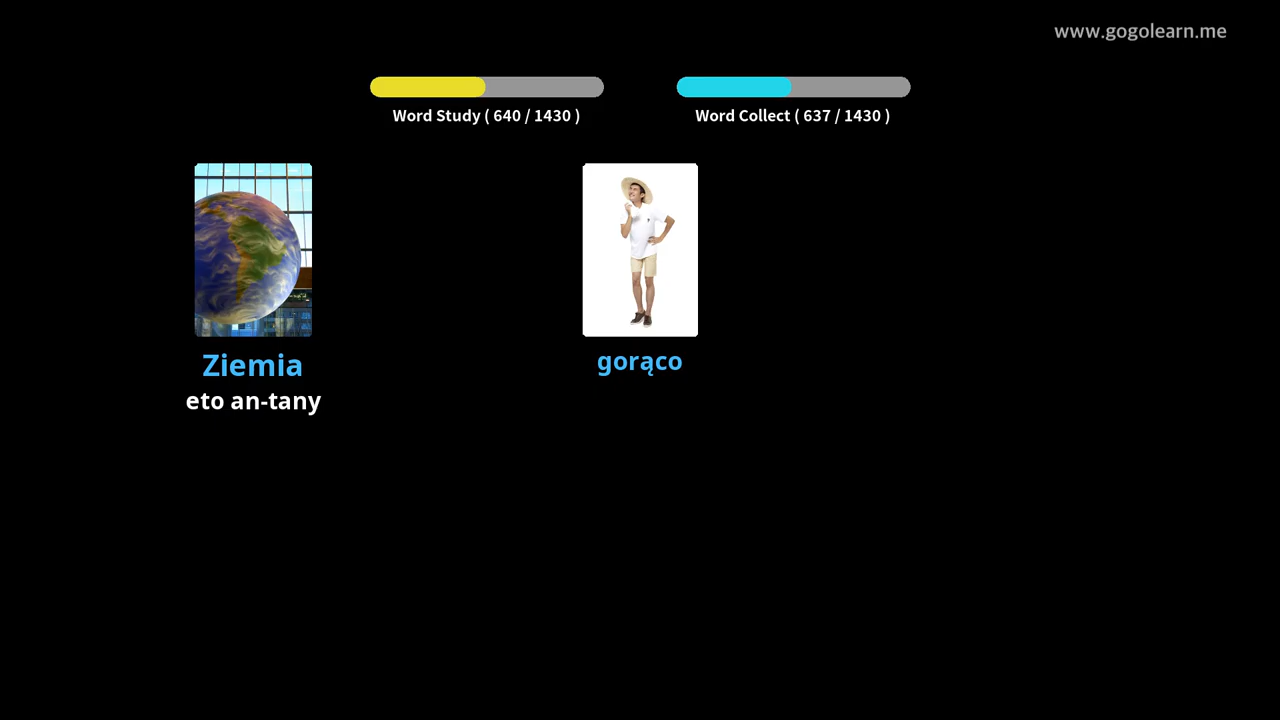 www.gogolearn.me
Word Study ( 640 / 1430 )
Word Collect ( 637 / 1430 )
Ziemia
eto an-tany
gorąco